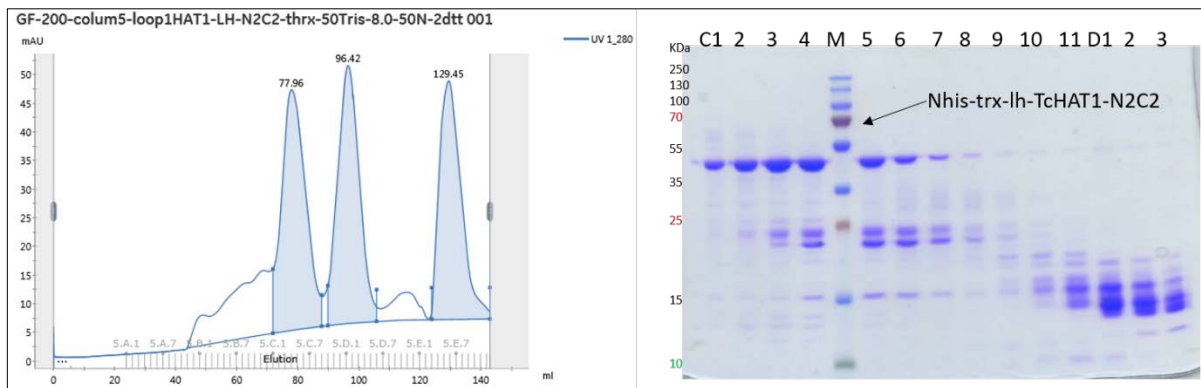 GF-200-colum5-loop1HAT1-LH-N2C2-thrx-50Tris-8.0-50N-2dtt 001
mAU
UV 1_280
50
45
40
35
30
25
20
15
10
5
0
77.96
96.42
129.45
5.A.1 5.A.7 5.B.1 5.B.7 5.C.1 5.C.7 5.D.1 5.D.7 5.E.1 5.E.7
Elution
0 20 40 60 80 100 120 140 ml
C1 2 3 4 M 5 6 7 8 9 10 11 D1 2 3
KDa
250
130
100
70
55
35
25
15
10
Nhis-trx-lh-TcHAT1-N2C2